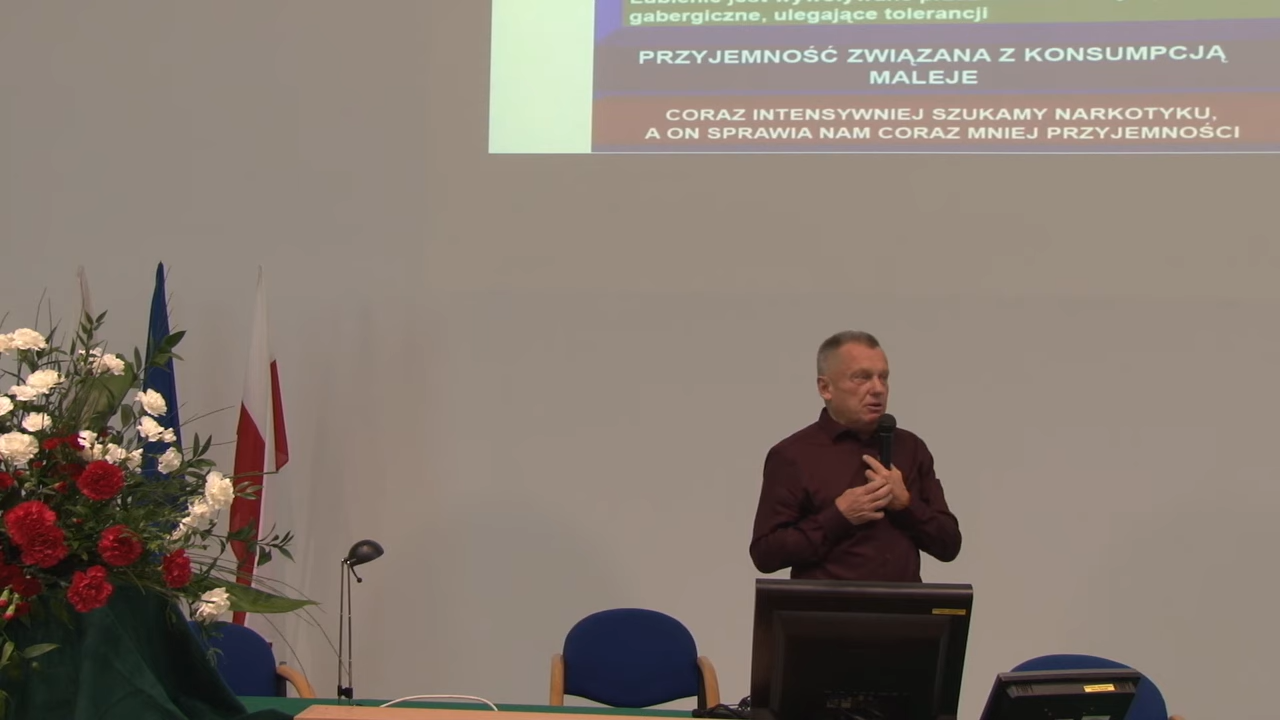 gabergiczne, ulegające tolerancji
PRZYJEMNOŚĆ ZWIĄZANA Z KONSUMPCJĄ
MALEJE
CORAZ INTENSYWNIEJ SZUKAMY NARKOTYKU,
A ON SPRAWIA NAM CORAZ MNIEJ PRZYJEMNOŚCI